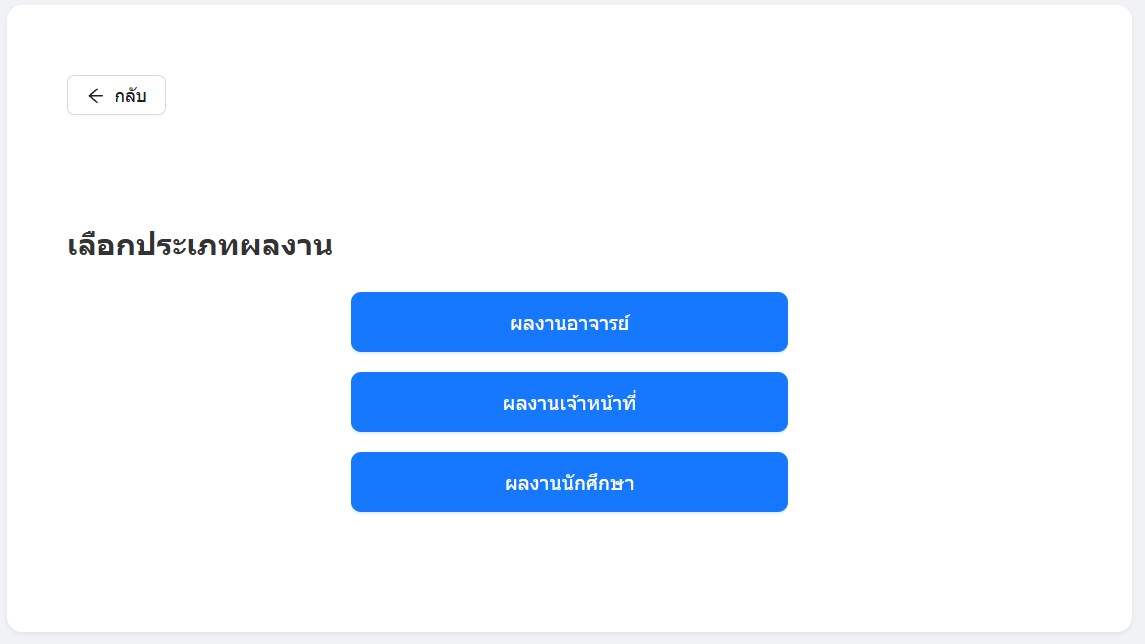 กลับ
เลือกประเภทผลงาน
ผลงานอาจารย์
ผลงานเจ้าหน้าที่
ผลงานนักศึกษา